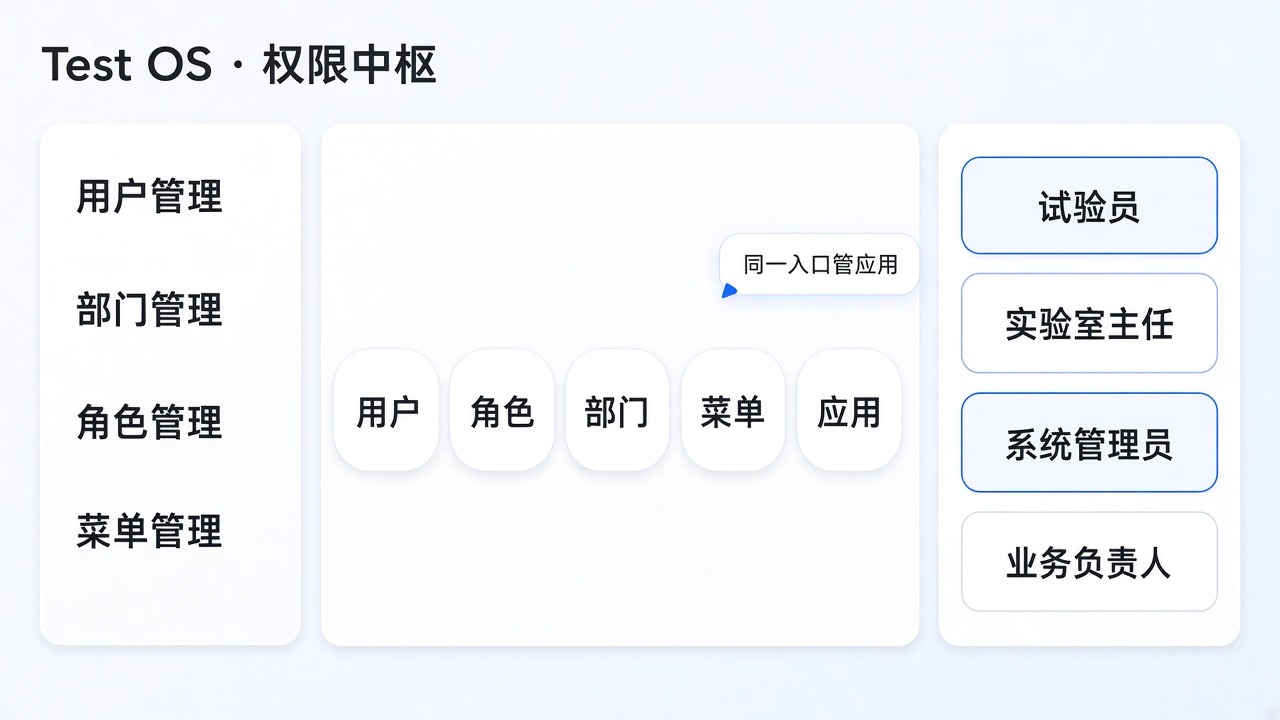 Test OS · 权限中枢
用户管理
部门管理
角色管理
菜单管理
同一入口管应用
用户
角色
部门
菜单
应用
试验员
实验室主任
系统管理员
业务负责人